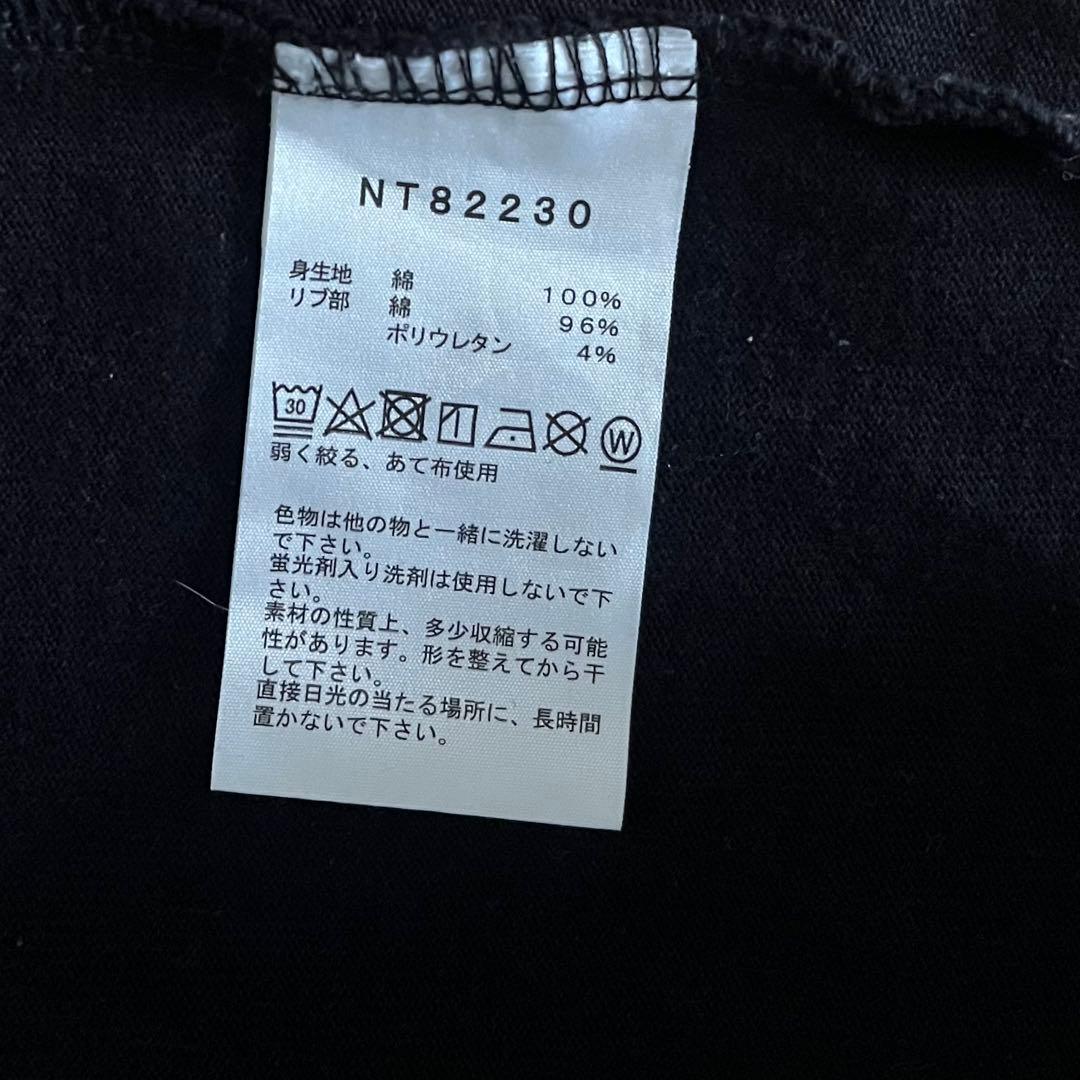 NT82230
身生地 綿 100%
リブ部 綿 96%
ポリウレタン 4%
30 W
弱く絞る、あて布使用
色物は他の物と一緒に洗濯しない
で下さい。
蛍光剤入り洗剤は使用しないで下
さい。
素材の性質上、多少収縮する可能
性があります。形を整えてから干
して下さい。
直接日光の当たる場所に、長時間
置かないで下さい。